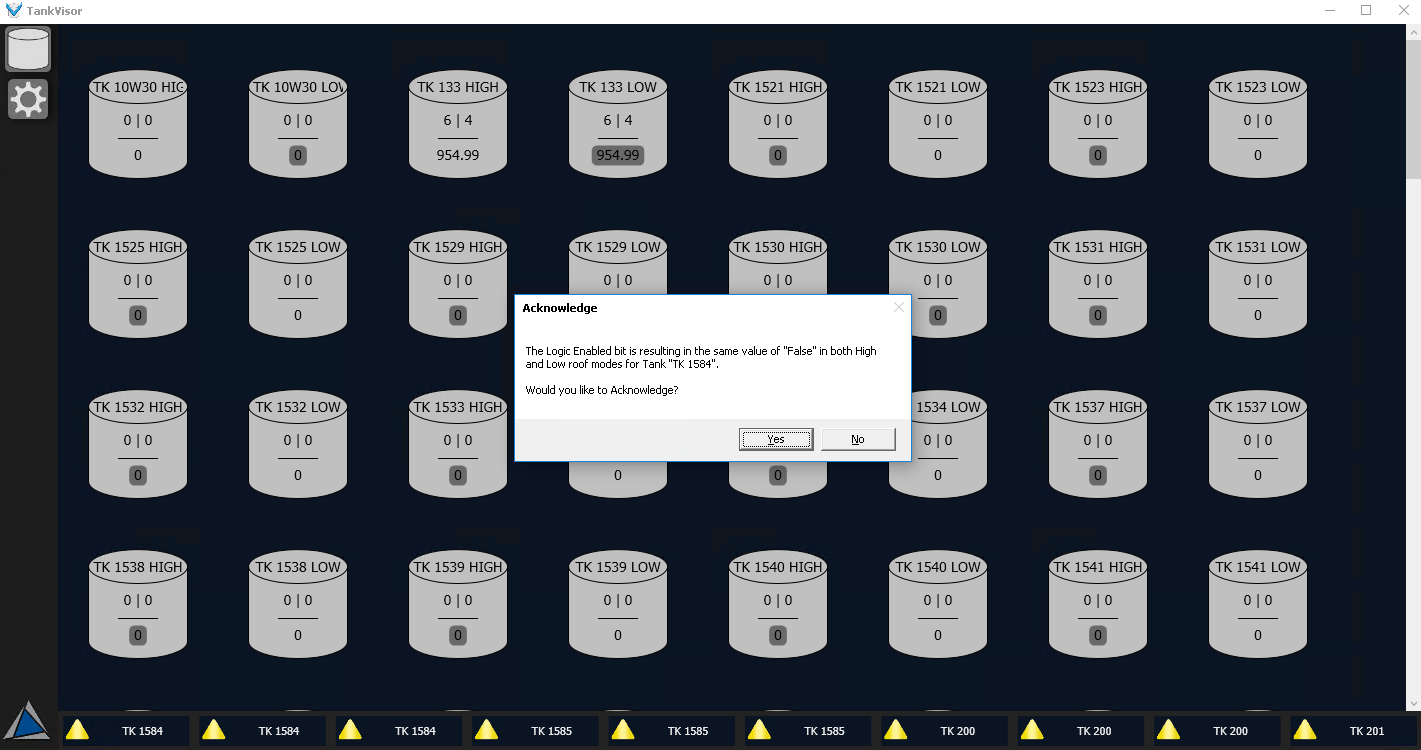 TankVisor
TK 10W30 HIG TK 10W30 LOW TK 133 HIGH TK 133 LOW TK 1521 HIGH TK 1521 LOW TK 1523 HIGH TK 1523 LOW
0 | 0 0 | 0 6 | 4 6 | 4 0 | 0 0 | 0 0 | 0 0 | 0
0 0 954.99 954.99 0 0 0 0
TK 1525 HIGH TK 1525 LOW TK 1529 HIGH TK 1529 LOW TK 1530 HIGH TK 1530 LOW TK 1531 HIGH TK 1531 LOW
0 | 0 0 | 0 0 | 0 0 | 0 0 | 0 0 | 0 0 | 0 0 | 0
0 0 0 0 0 0
Acknowledge
The Logic Enabled bit is resulting in the same value of "False" in both High
and Low roof modes for Tank "TK 1584".
Would you like to Acknowledge?
Yes No
TK 1532 HIGH TK 1532 LOW TK 1533 HIGH 1534 LOW TK 1537 HIGH TK 1537 LOW
0 | 0 0 | 0 0 | 0 0 | 0 0 | 0 0 | 0
0 0 0 0 0 0 0 0
TK 1538 HIGH TK 1538 LOW TK 1539 HIGH TK 1539 LOW TK 1540 HIGH TK 1540 LOW TK 1541 HIGH TK 1541 LOW
0 | 0 0 | 0 0 | 0 0 | 0 0 | 0 0 | 0 0 | 0 0 | 0
0 0 0 0 0 0 0 0
TK 1584 TK 1584 TK 1584 TK 1585 TK 1585 TK 1585 TK 200 TK 200 TK 200 TK 201